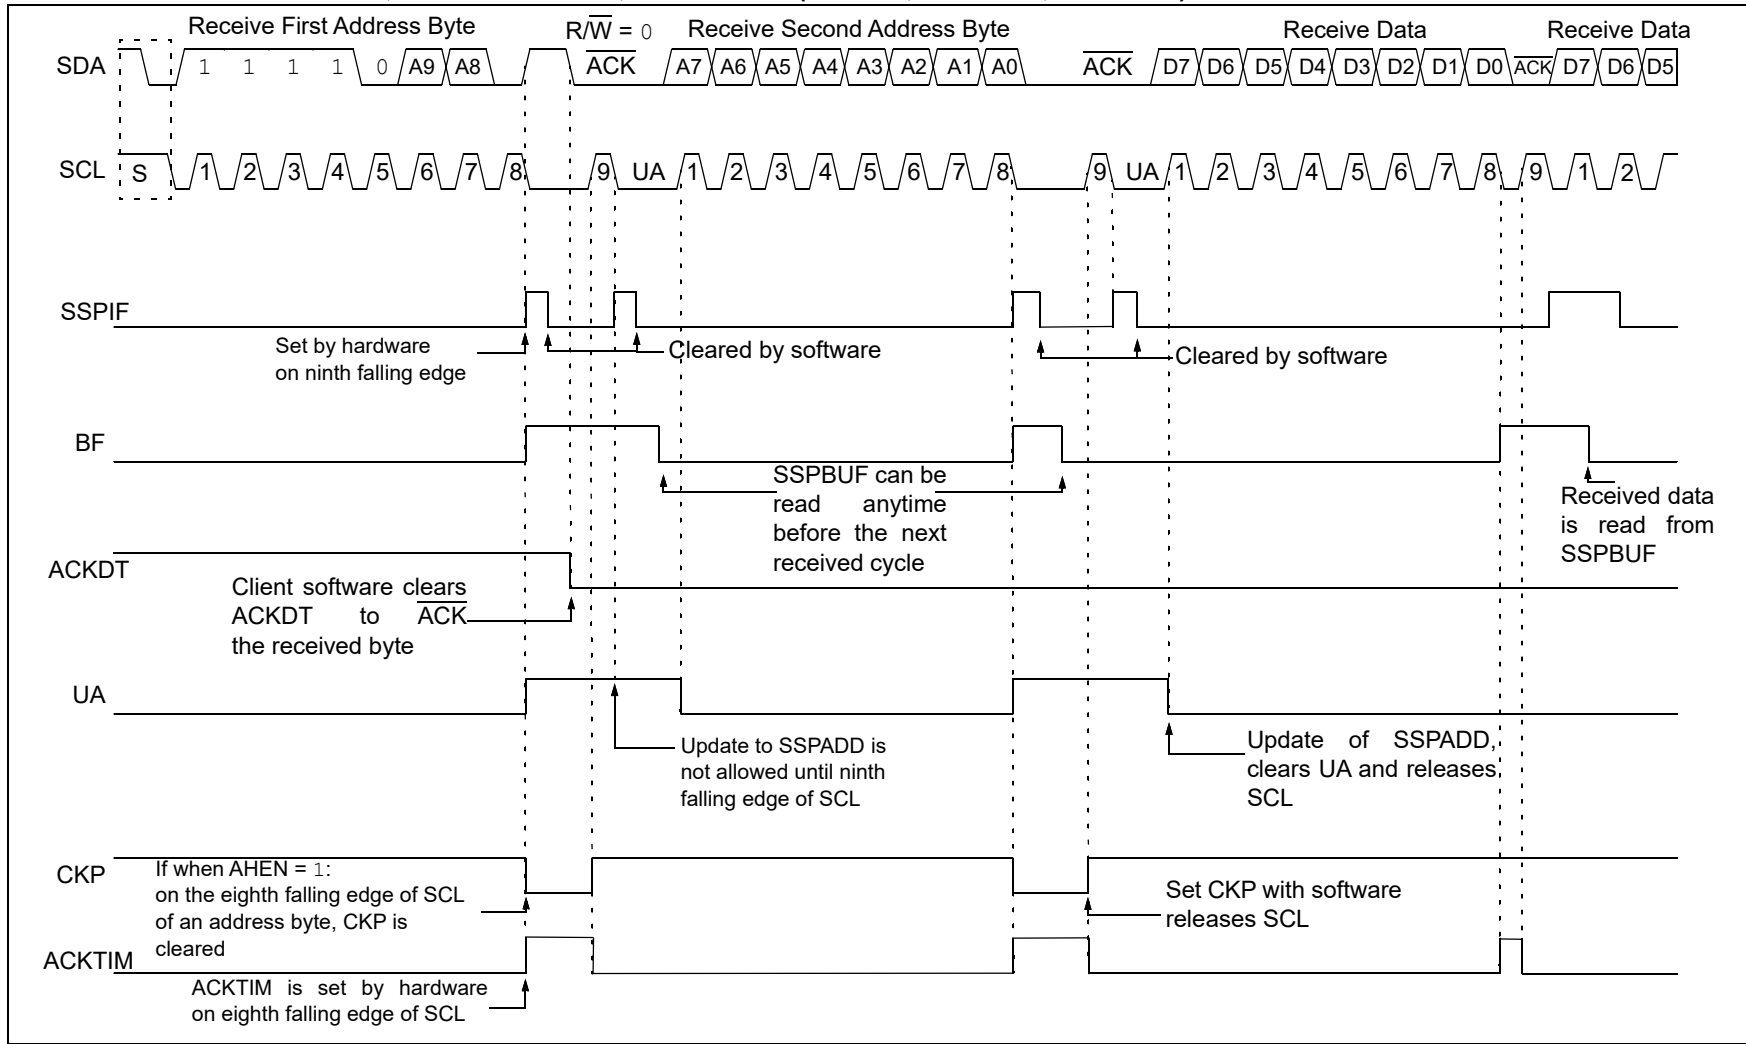 Receive First Address Byte R/W = 0 Receive Second Address Byte Receive Data Receive Data
SDA 1 1 1 1 0 A9 A8 ACK A7 A6 A5 A4 A3 A2 A1 A0 ACK D7 D6 D5 D4 D3 D2 D1 D0 ACK D7 D6 D5
SCL S 1 2 3 4 5 6 7 8 9 UA 1 2 3 4 5 6 7 8 9 UA 1 2 3 4 5 6 7 8 9 1 2
SSPIF
Set by hardware
on ninth falling edge
Cleared by software
Cleared by software
BF
SSPBUF can be
read anytime
before the next
received cycle
Received data
is read from
SSPBUF
ACKDT
Client software clears
ACKDT to ACK
the received byte
UA
Update to SSPADD is
not allowed until ninth
falling edge of SCL
Update of SSPADD,
clears UA and releases
SCL
CKP
If when AHEN = 1:
on the eighth falling edge of SCL
of an address byte, CKP is
cleared
Set CKP with software
releases SCL
ACKTIM
ACKTIM is set by hardware
on eighth falling edge of SCL